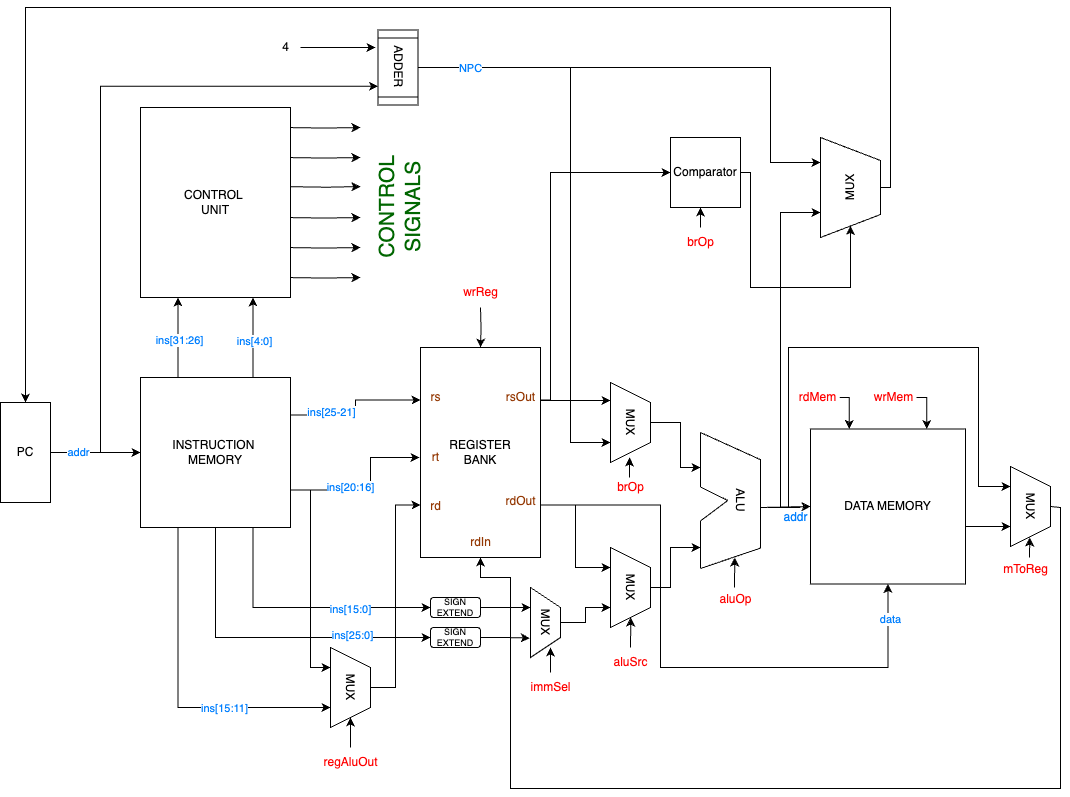 4
ADDER
NPC
CONTROL
UNIT
CONTROL
SIGNALS
Comparator
MUX
brOp
wrReg
ins[31:26]
ins[4:0]
PC
addr
INSTRUCTION
MEMORY
ins[25-21]
ins[20:16]
rs
rsOut
rt
REGISTER
BANK
rd
rdOut
rdIn
MUX
brOp
ALU
aluOp
rdMem
wrMem
addr
DATA MEMORY
MUX
mToReg
data
ins[15:0]
SIGN
EXTEND
ins[25:0]
SIGN
EXTEND
MUX
immSel
MUX
aluSrc
ins[15:11]
MUX
regAluOut